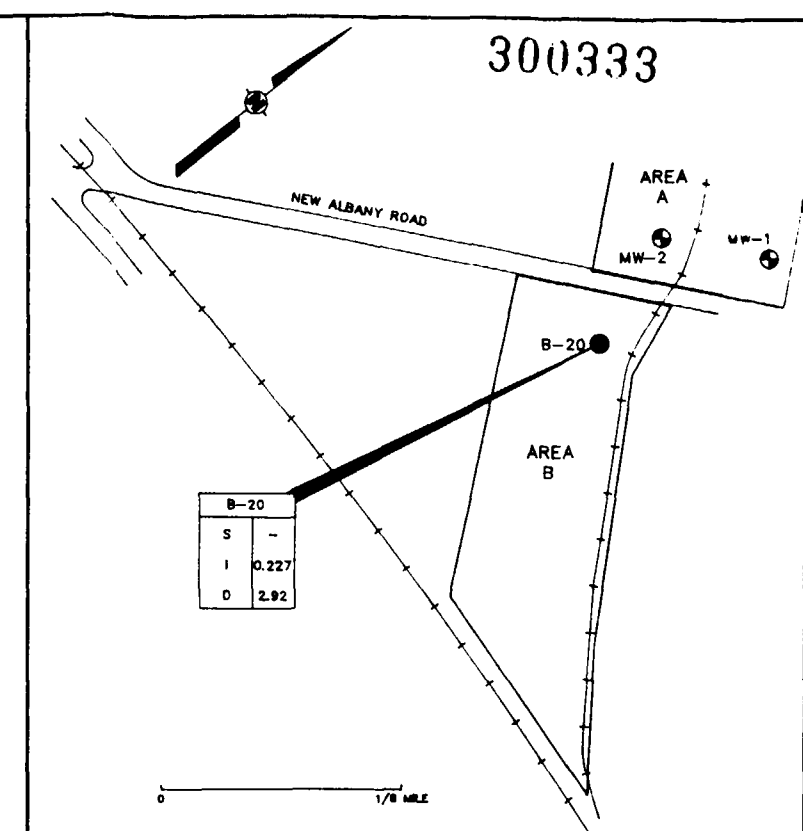 300333
NEW ALBANY ROAD
AREA
A
MW-2
MW-1
B-20
AREA
B
B-20
S -
I 0.227
D 2.92
0 1/8 MILE